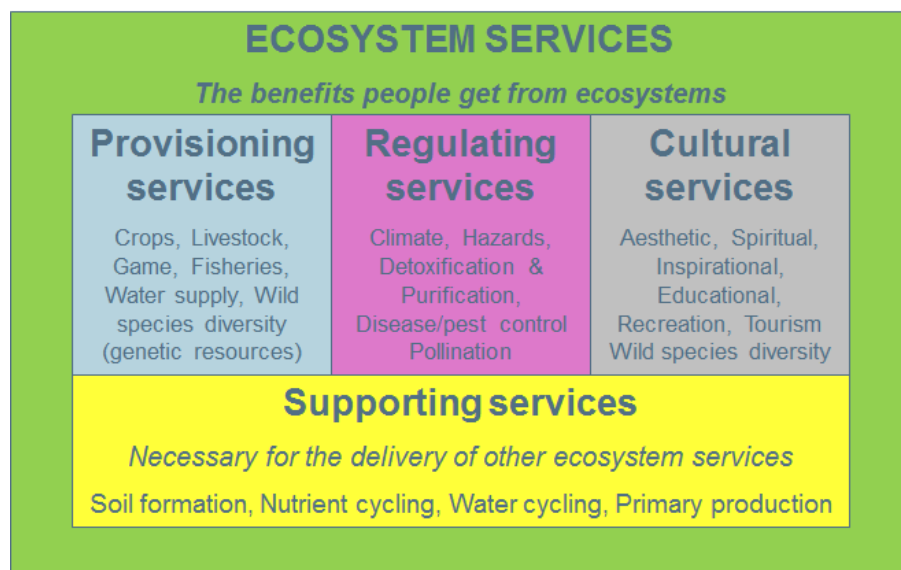 ECOSYSTEM SERVICES
The benefits people get from ecosystems
Provisioning
services
Crops, Livestock,
Game, Fisheries,
Water supply, Wild
species diversity
(genetic resources)
Regulating
services
Climate, Hazards,
Detoxification &
Purification,
Disease/pest control
Pollination
Cultural
services
Aesthetic, Spiritual,
Inspirational,
Educational,
Recreation, Tourism
Wild species diversity
Supporting services
Necessary for the delivery of other ecosystem services
Soil formation, Nutrient cycling, Water cycling, Primary production